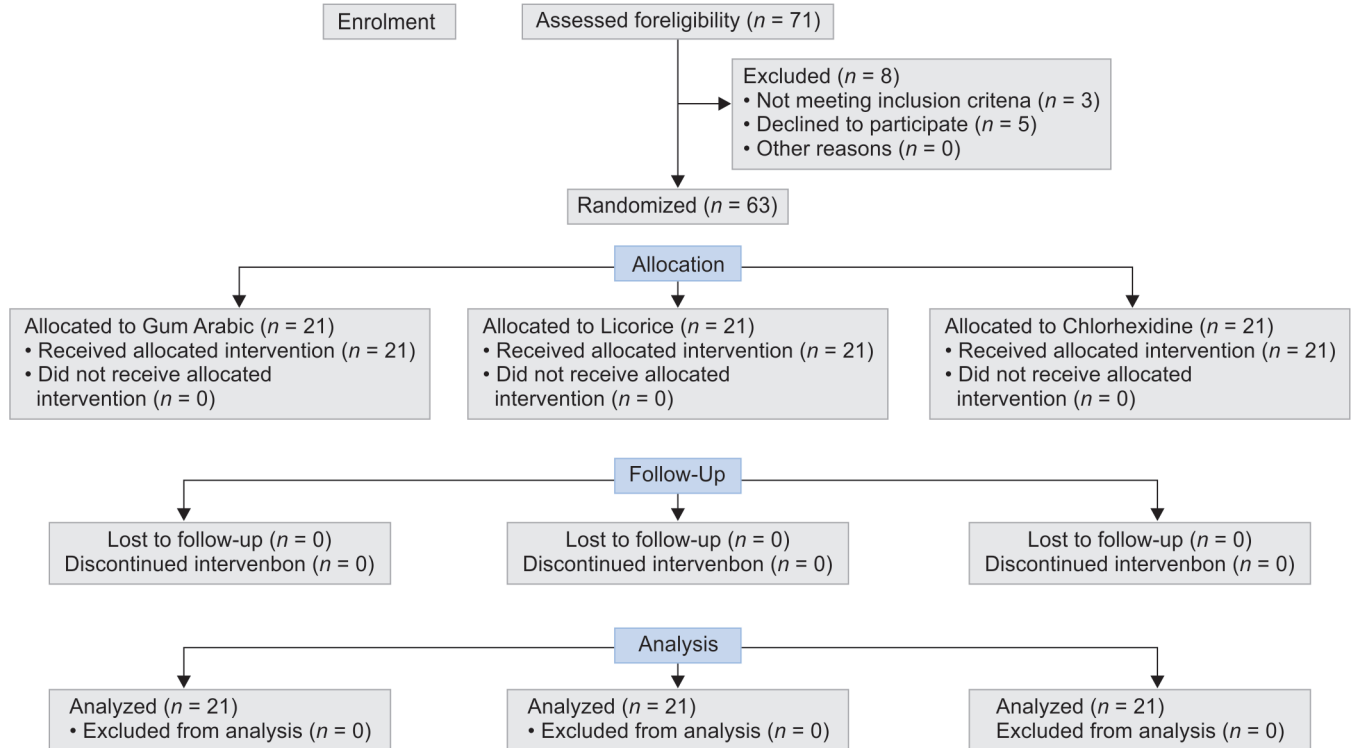 Enrolment
Assessed foreligibility (n = 71)
Excluded (n = 8)
• Not meeting inclusion critena (n = 3)
• Declined to participate (n = 5)
• Other reasons (n = 0)
Randomized (n = 63)
Allocation
Allocated to Gum Arabic (n = 21)
• Received allocated intervention (n = 21)
• Did not receive allocated
intervention (n = 0)
Allocated to Licorice (n = 21)
• Received allocated intervention (n = 21)
• Did not receive allocated
intervention (n = 0)
Allocated to Chlorhexidine (n = 21)
• Received allocated intervention (n = 21)
• Did not receive allocated
intervention (n = 0)
Follow-Up
Lost to follow-up (n = 0)
Discontinued intervenbon (n = 0)
Lost to follow-up (n = 0)
Discontinued intervenbon (n = 0)
Lost to follow-up (n = 0)
Discontinued intervenbon (n = 0)
Analysis
Analyzed (n = 21)
• Excluded from analysis (n = 0)
Analyzed (n = 21)
• Excluded from analysis (n = 0)
Analyzed (n = 21)
Excluded from analysis (n = 0)